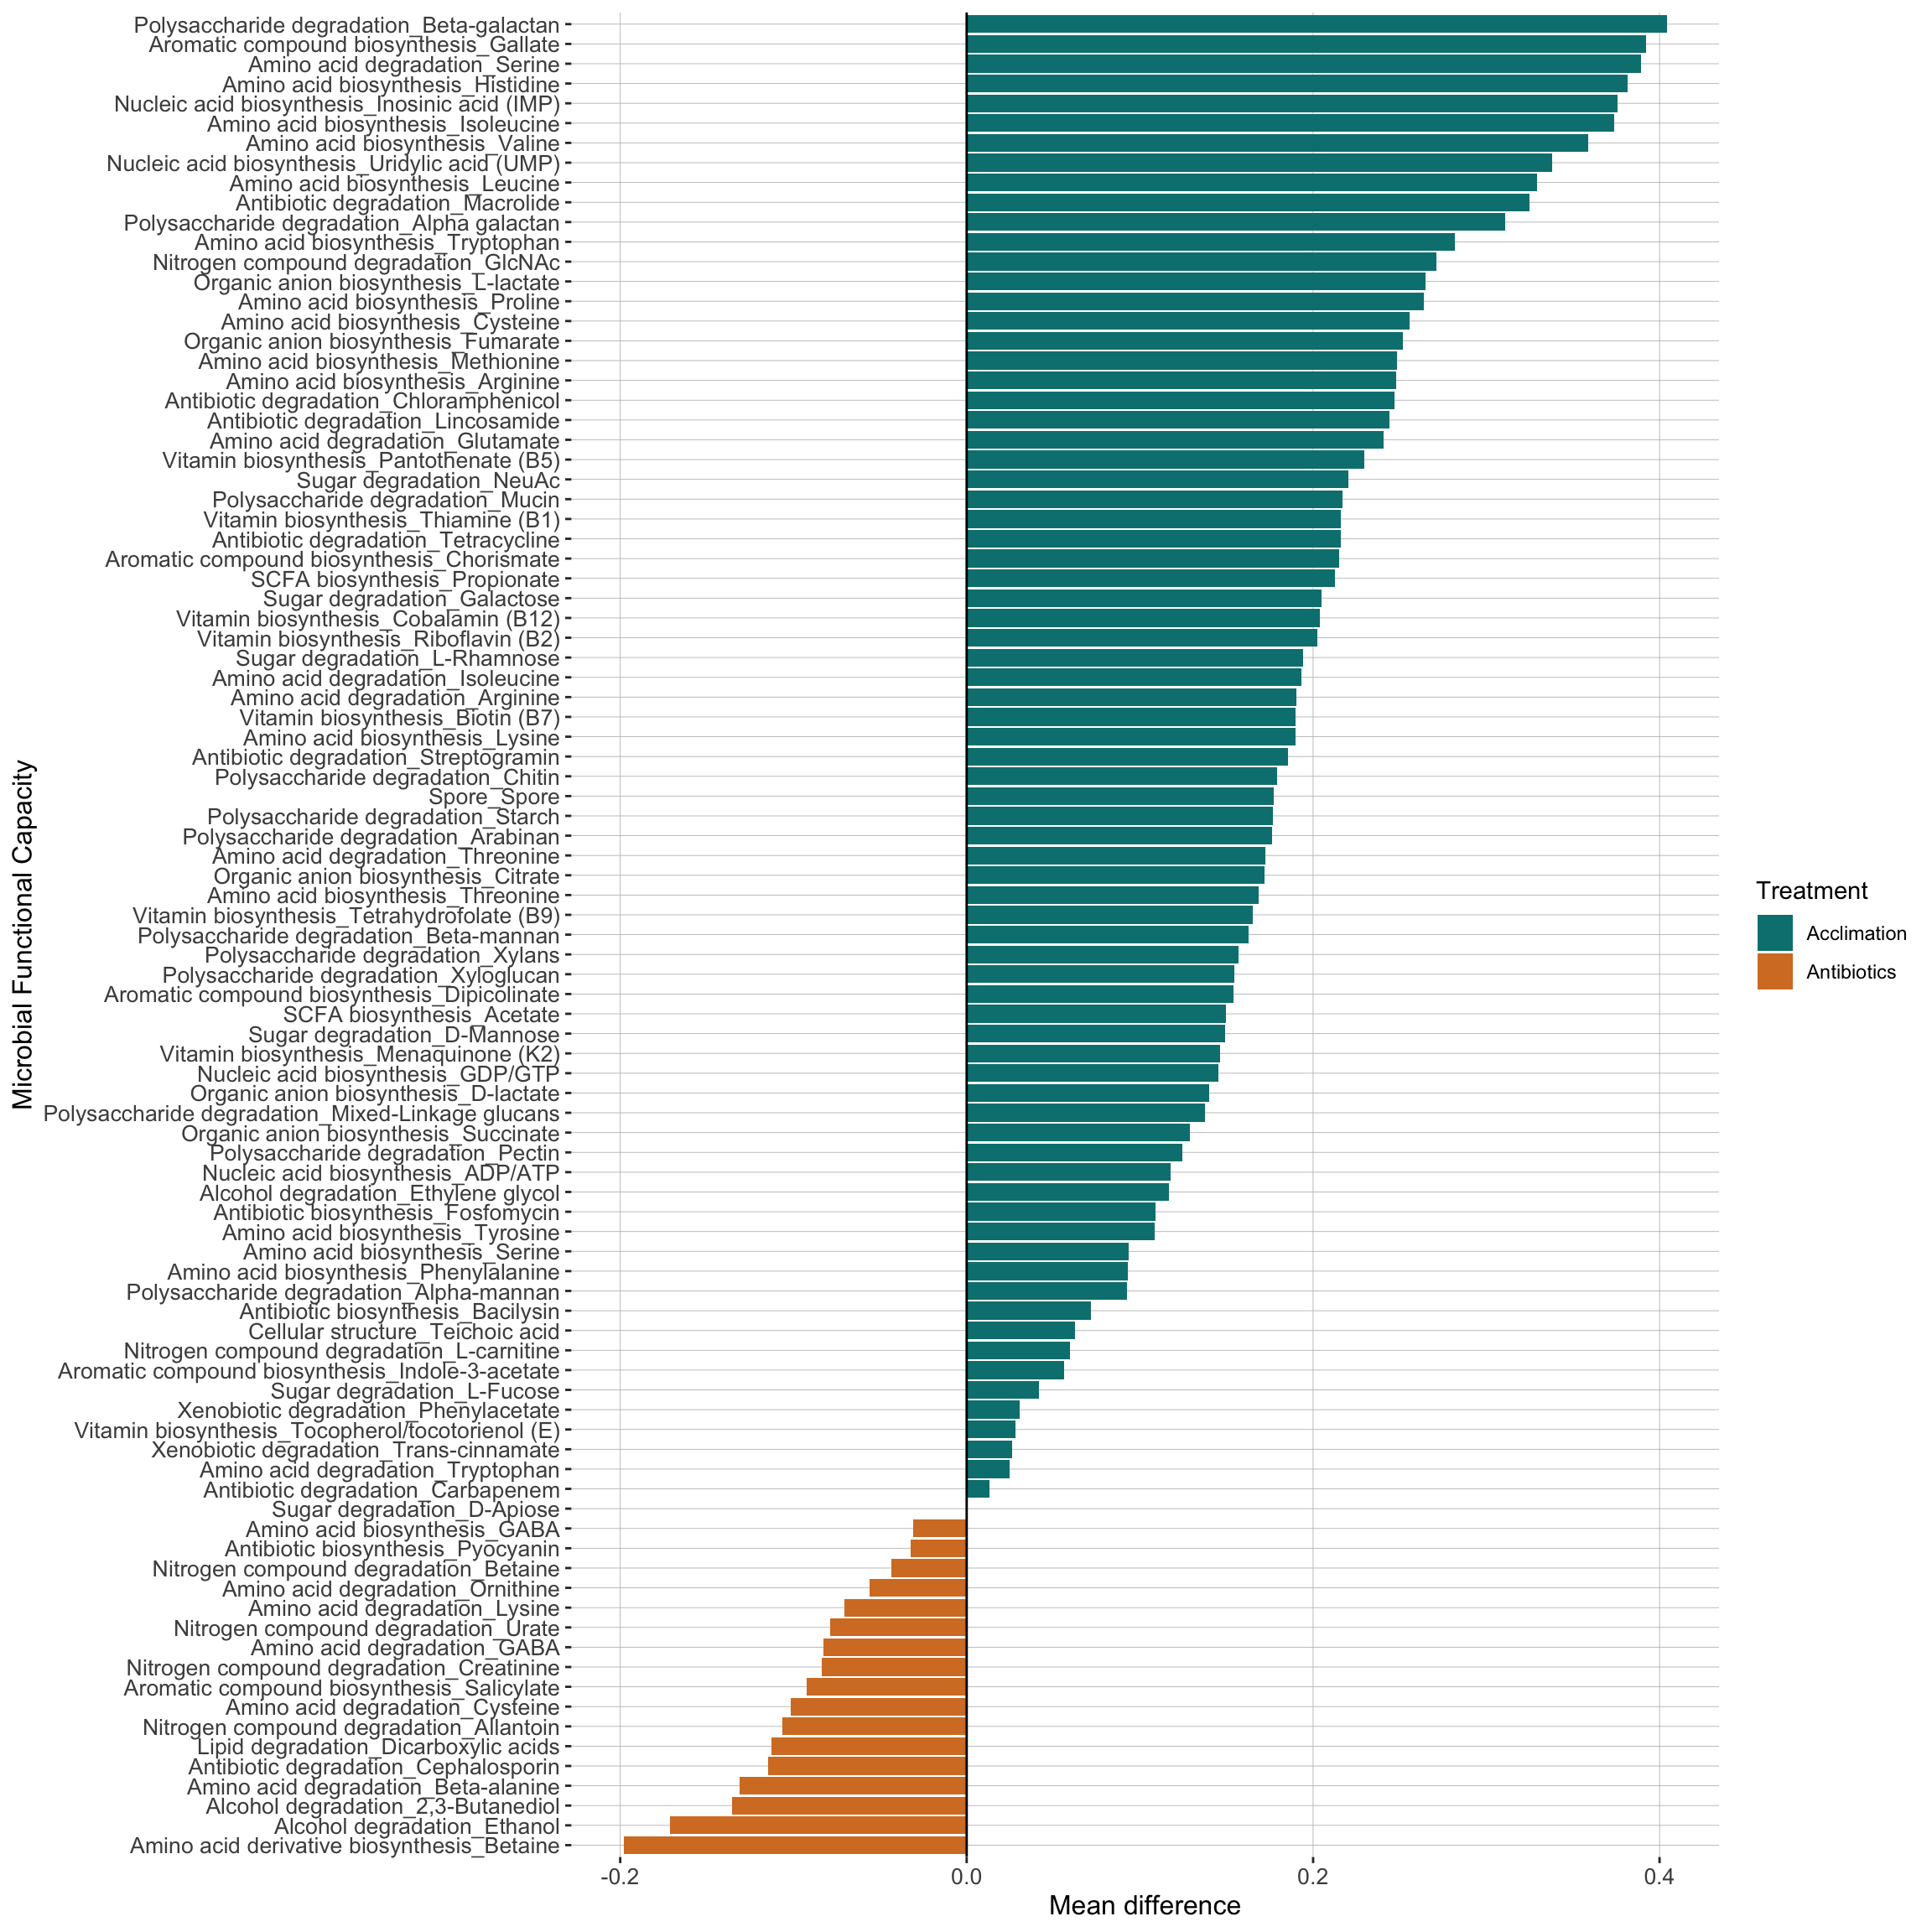 Polysaccharide degradation_Beta-galactan
Aromatic compound biosynthesis_Gallate
Amino acid degradation_Serine
Amino acid biosynthesis_Histidine
Nucleic acid biosynthesis_Inosinic acid (IMP)
Amino acid biosynthesis_Isoleucine
Amino acid biosynthesis_Valine
Nucleic acid biosynthesis_Uridylic acid (UMP)
Amino acid biosynthesis_Leucine
Antibiotic degradation_Macrolide
Polysaccharide degradation_Alpha galactan
Amino acid biosynthesis_Tryptophan
Nitrogen compound degradation_GlcNAc
Organic anion biosynthesis_L-lactate
Amino acid biosynthesis_Proline
Amino acid biosynthesis_Cysteine
Organic anion biosynthesis_Fumarate
Amino acid biosynthesis_Methionine
Amino acid biosynthesis_Arginine
Antibiotic degradation_Chloramphenicol
Antibiotic degradation_Lincosamide
Amino acid degradation_Glutamate
Vitamin biosynthesis_Pantothenate (B5)
Sugar degradation_NeuAc
Polysaccharide degradation_Mucin
Vitamin biosynthesis_Thiamine (B1)
Antibiotic degradation_Tetracycline
Aromatic compound biosynthesis_Chorismate
SCFA biosynthesis_Propionate
Sugar degradation_Galactose
Vitamin biosynthesis_Cobalamin (B12)
Vitamin biosynthesis_Riboflavin (B2)
Sugar degradation_L-Rhamnose
Amino acid degradation_Isoleucine
Amino acid degradation_Arginine
Vitamin biosynthesis_Biotin (B7)
Amino acid biosynthesis_Lysine
Antibiotic degradation_Streptogramin
Polysaccharide degradation_Chitin
Spore_Spore
Polysaccharide degradation_Starch
Polysaccharide degradation_Arabinan
Amino acid degradation_Threonine
Organic anion biosynthesis_Citrate
Amino acid biosynthesis_Threonine
Vitamin biosynthesis_Tetrahydrofolate (B9)
Polysaccharide degradation_Beta-mannan
Polysaccharide degradation_Xylans
Polysaccharide degradation_Xyloglucan
Aromatic compound biosynthesis_Dipicolinate
SCFA biosynthesis_Acetate
Sugar degradation_D-Mannose
Vitamin biosynthesis_Menaquinone (K2)
Nucleic acid biosynthesis_GDP/GTP
Organic anion biosynthesis_D-lactate
Polysaccharide degradation_Mixed-Linkage glucans
Organic anion biosynthesis_Succinate
Polysaccharide degradation_Pectin
Nucleic acid biosynthesis_ADP/ATP
Alcohol degradation_Ethylene glycol
Antibiotic biosynthesis_Fosfomycin
Amino acid biosynthesis_Tyrosine
Amino acid biosynthesis_Serine
Amino acid biosynthesis_Phenylalanine
Polysaccharide degradation_Alpha-mannan
Antibiotic biosynthesis_Bacilysin
Cellular structure_Teichoic acid
Nitrogen compound degradation_L-carnitine
Aromatic compound biosynthesis_Indole-3-acetate
Sugar degradation_L-Fucose
Xenobiotic degradation_Phenylacetate
Vitamin biosynthesis_Tocopherol/tocotorienol (E)
Xenobiotic degradation_Trans-cinnamate
Amino acid degradation_Tryptophan
Antibiotic degradation_Carbapenem
Sugar degradation_D-Apiose
Amino acid biosynthesis_GABA
Antibiotic biosynthesis_Pyocyanin
Nitrogen compound degradation_Betaine
Amino acid degradation_Ornithine
Amino acid degradation_Lysine
Nitrogen compound degradation_Urate
Amino acid degradation_GABA
Nitrogen compound degradation_Creatinine
Aromatic compound biosynthesis_Salicylate
Amino acid degradation_Cysteine
Nitrogen compound degradation_Allantoin
Lipid degradation_Dicarboxylic acids
Antibiotic degradation_Cephalosporin
Amino acid degradation_Beta-alanine
Alcohol degradation_2,3-Butanediol
Alcohol degradation_Ethanol
Amino acid derivative biosynthesis_Betaine
-0.2
0.0
0.2
0.4
Mean difference
Microbial Functional Capacity
Treatment
Acclimation
Antibiotics